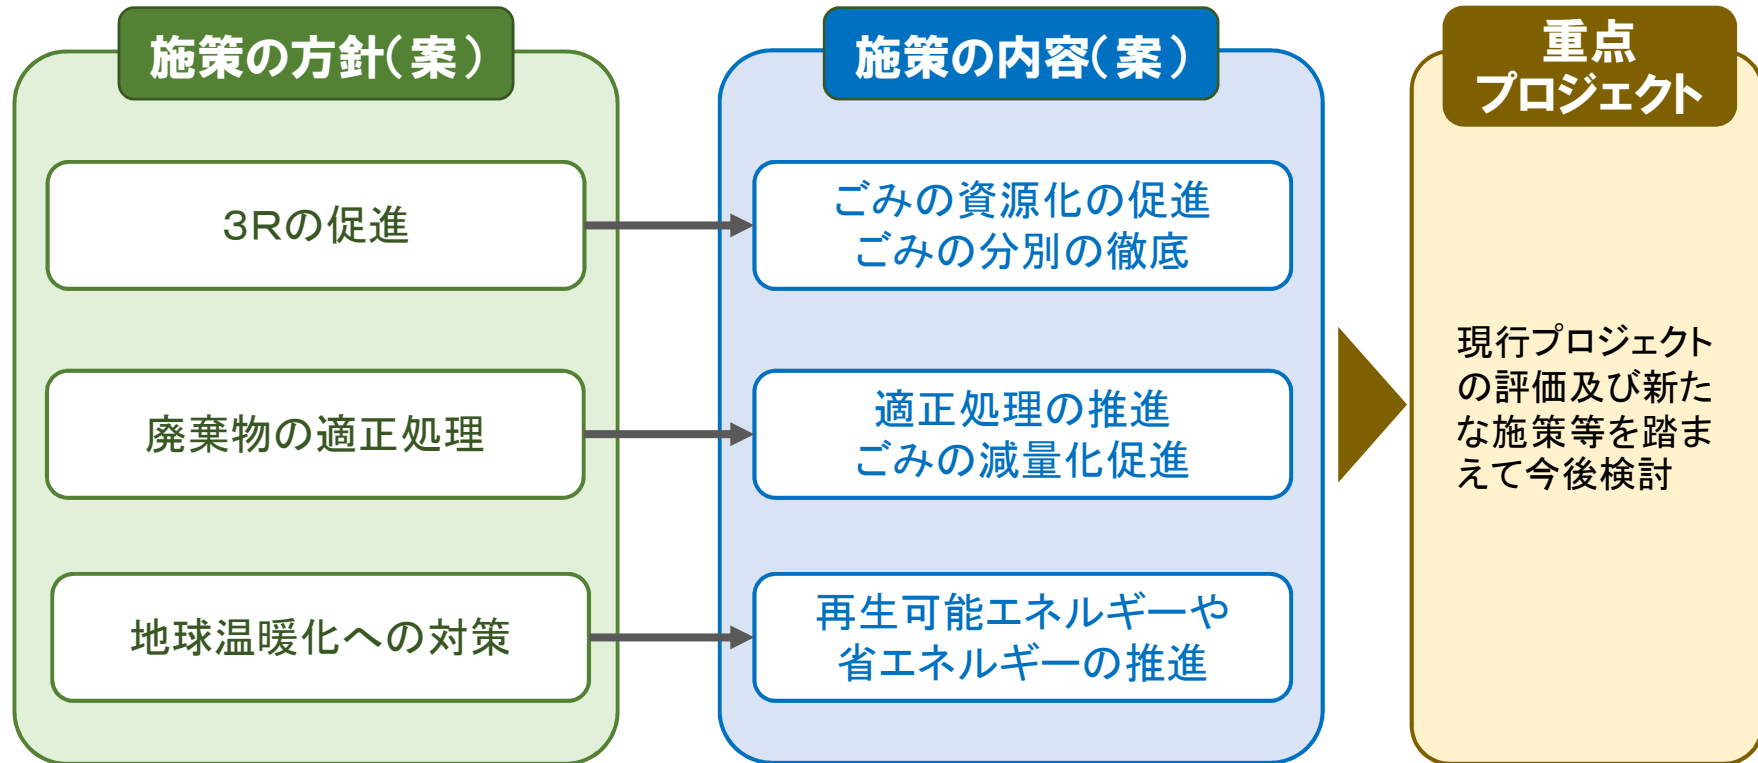 施策の方針(案)
3Rの促進
廃棄物の適正処理
地球温暖化への対策
施策の内容(案)
ごみの資源化の促進
ごみの分別の徹底
適正処理の推進
ごみの減量化促進
再生可能エネルギーや
省エネルギーの推進
重点
プロジェクト
現行プロジェクト
の評価及び新た
な施策等を踏ま
えて今後検討